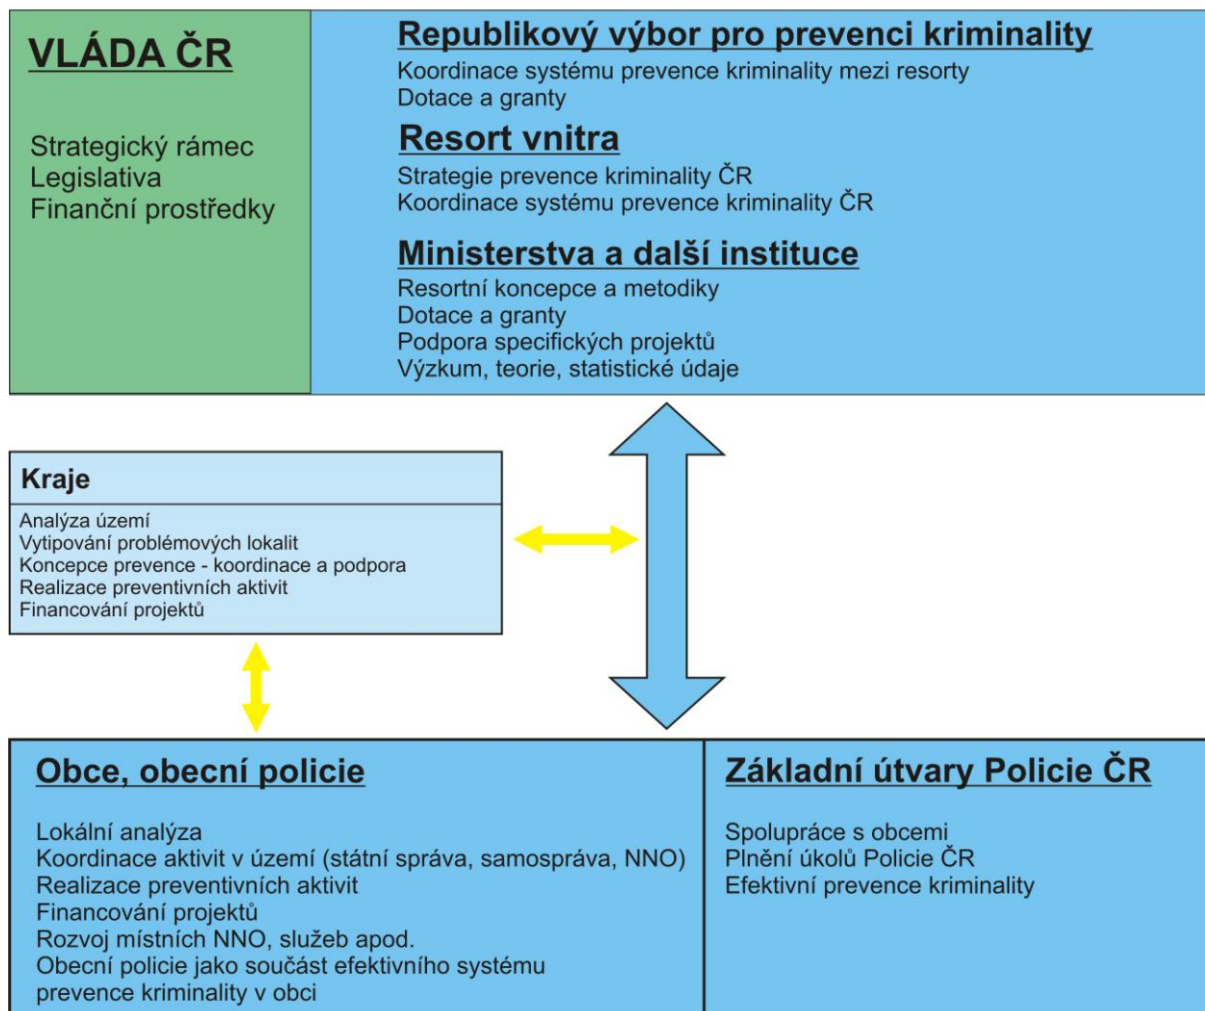 VLÁDA ČR
Strategický rámec
Legislativa
Finanční prostředky
Republikový výbor pro prevenci kriminality
Koordinace systému prevence kriminality mezi resorty
Dotace a granty
Resort vnitra
Strategie prevence kriminality ČR
Koordinace systému prevence kriminality ČR
Ministerstva a další instituce
Resortní koncepce a metodiky
Dotace a granty
Podpora specifických projektů
Výzkum, teorie, statistické údaje
Kraje
Analýza území
Vytipování problémových lokalit
Koncepce prevence - koordinace a podpora
Realizace preventivních aktivit
Financování projektů
Obce, obecní policie
Lokální analýza
Koordinace aktivit v území (státní správa, samospráva, NNO)
Realizace preventivních aktivit
Financování projektů
Rozvoj místních NNO, služeb apod.
Obecní policie jako součást efektivního systému
prevence kriminality v obci
Základní útvary Policie ČR
Spolupráce s obcemi
Plnění úkolů Policie ČR
Efektivní prevence kriminality